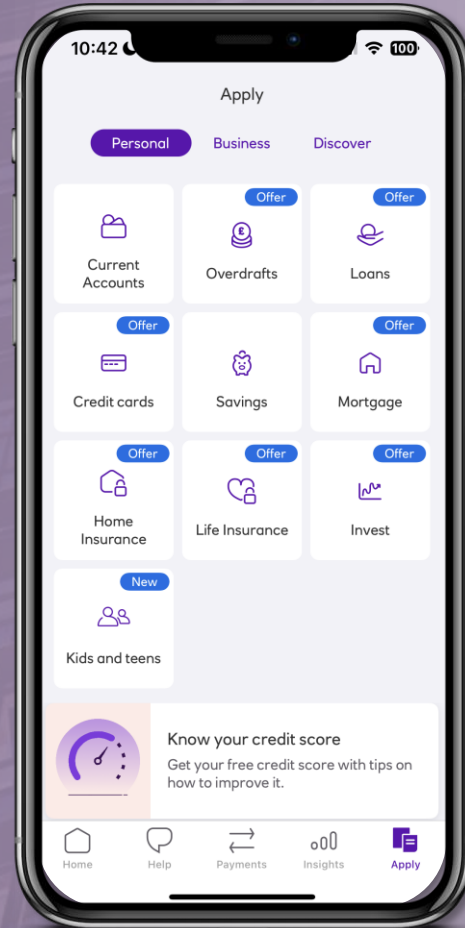 10:42
100
Apply
Personal Business Discover
Offer Offer
Current
Accounts
Overdrafts
Loans
Offer Offer
Credit cards Savings Mortgage
Offer Offer Offer
Home
Insurance
Life Insurance
Invest
New
Kids and teens
Know your credit score
Get your free credit score with tips on
how to improve it.
Home Help Payments Insights Apply